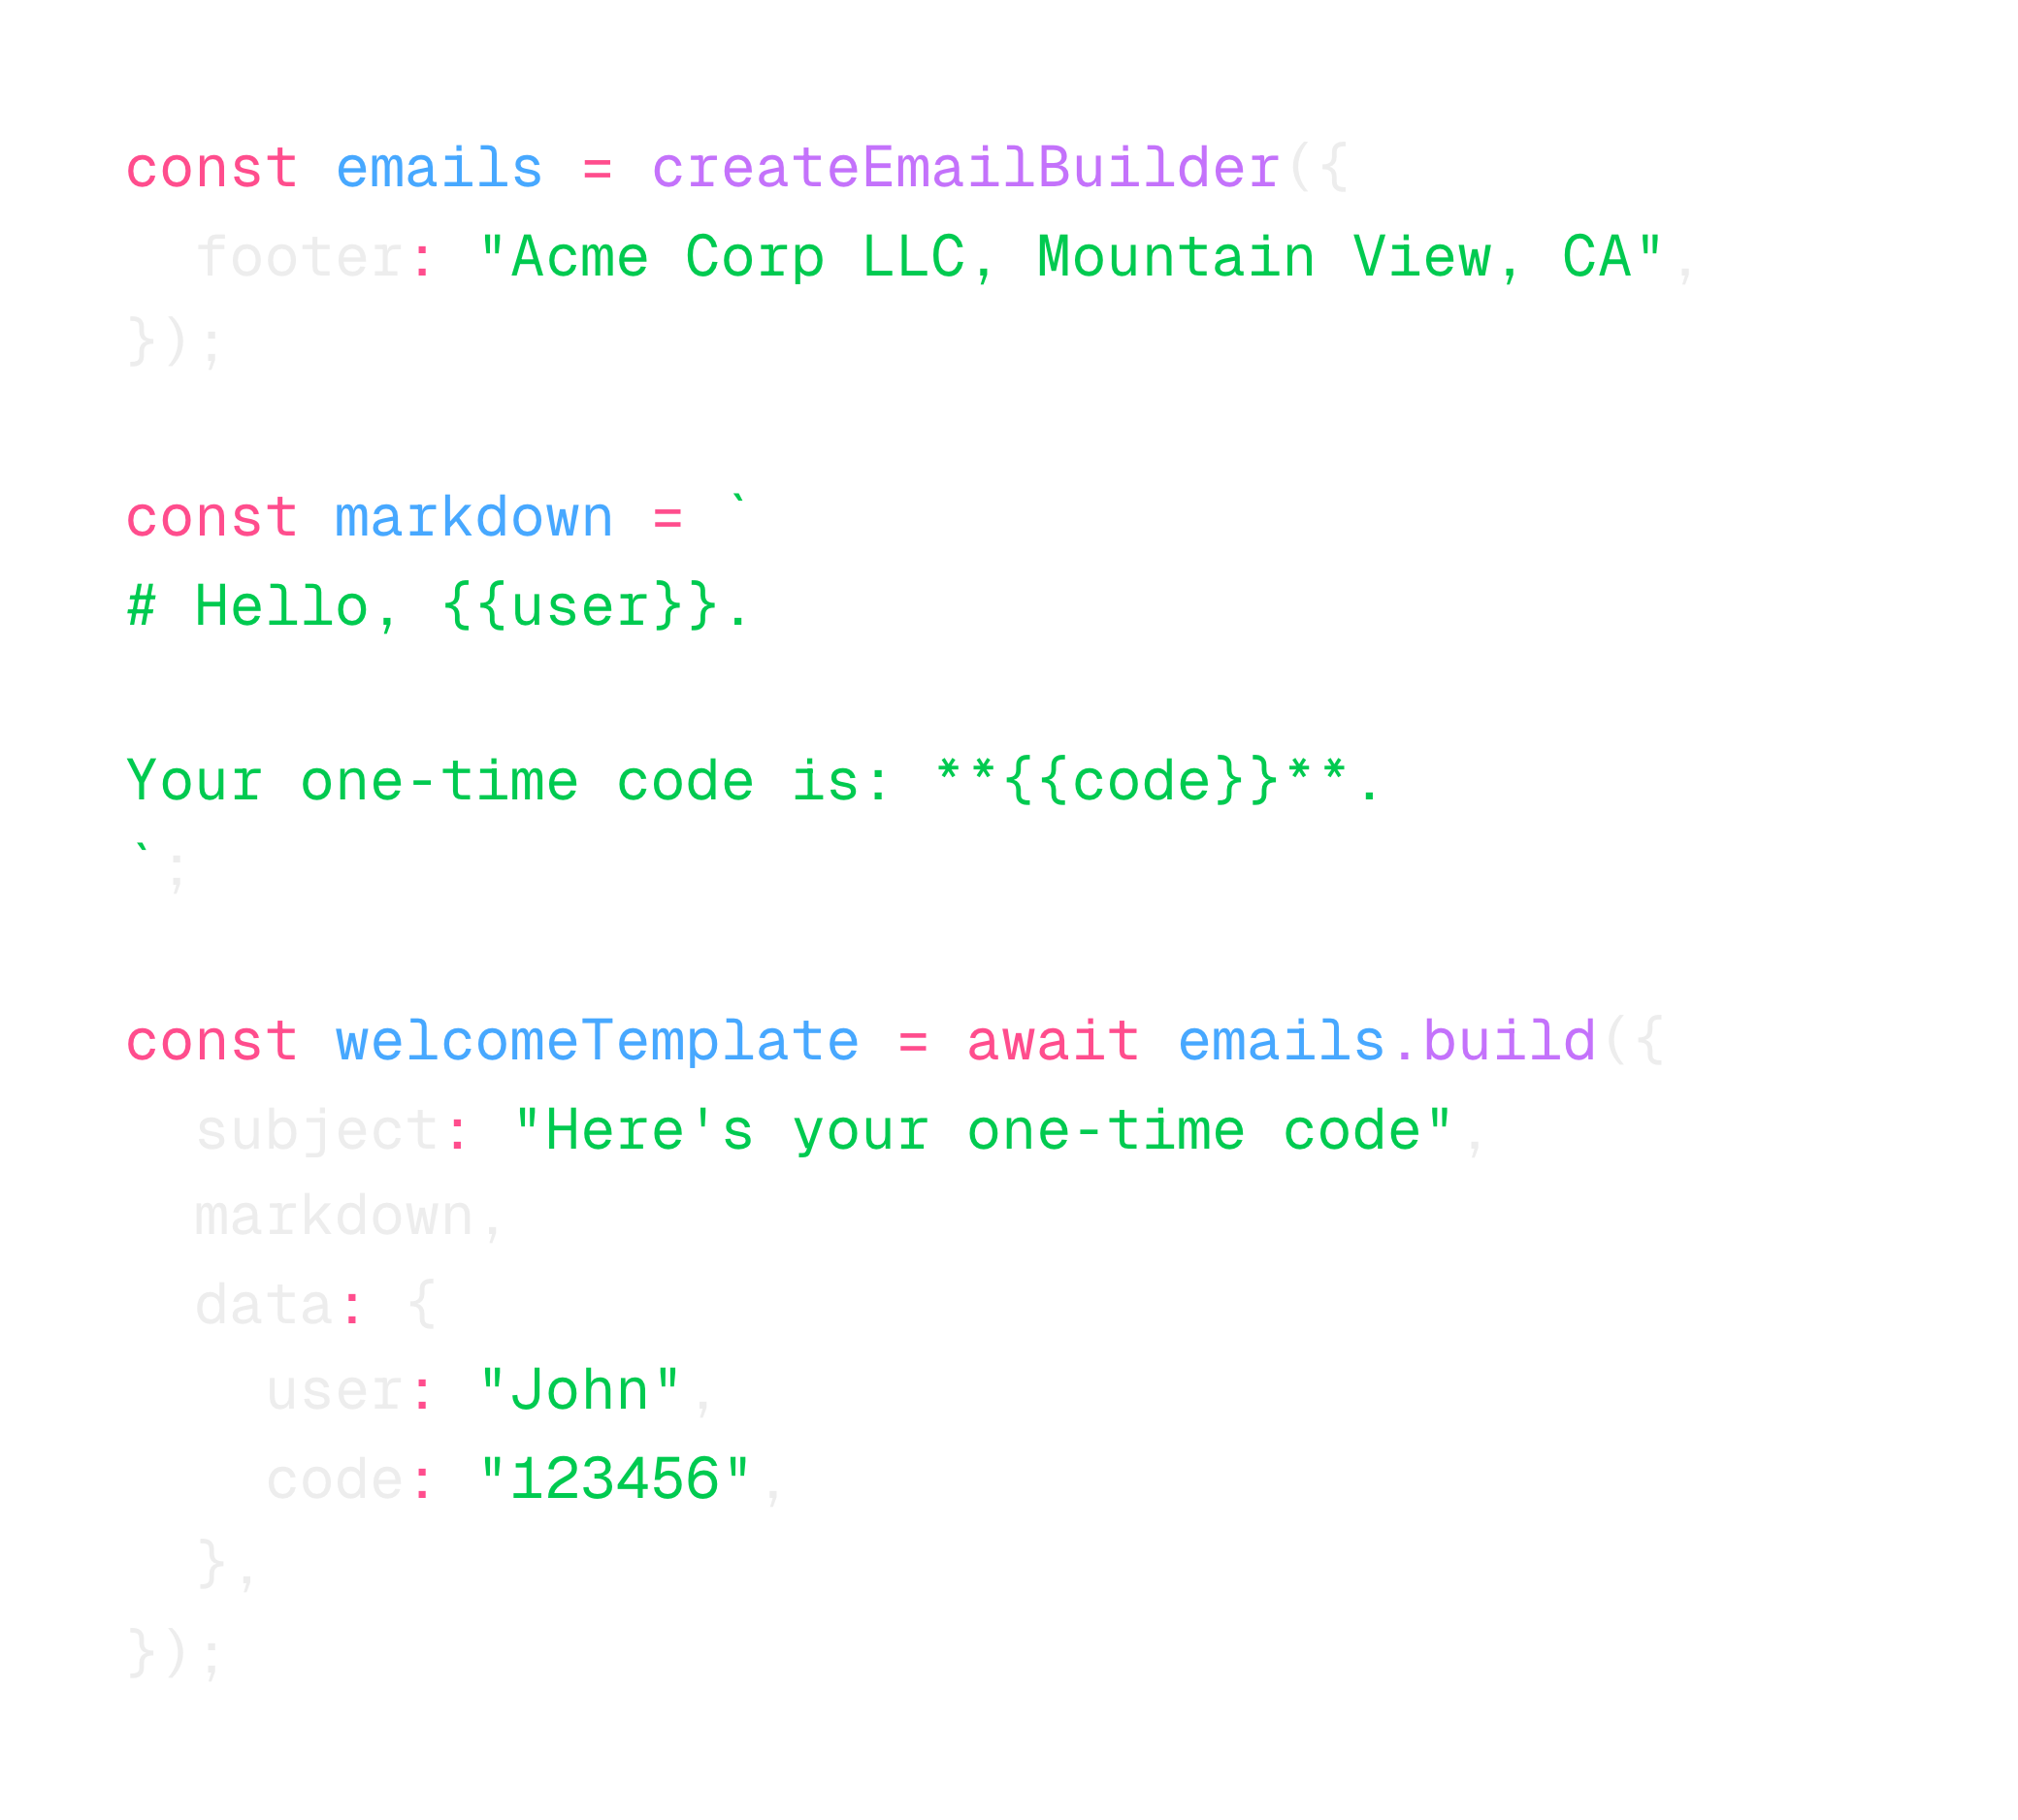 const emails = createEmailBuilder({
  footer: "Acme Corp LLC, Mountain View, CA",
});

const markdown = `
# Hello, {{user}}.

Your one-time code is: **{{code}}**.
`;

const welcomeTemplate = await emails.build({
  subject: "Here's your one-time code",
  markdown,
  data: {
    user: "John",
    code: "123456",
  },
});